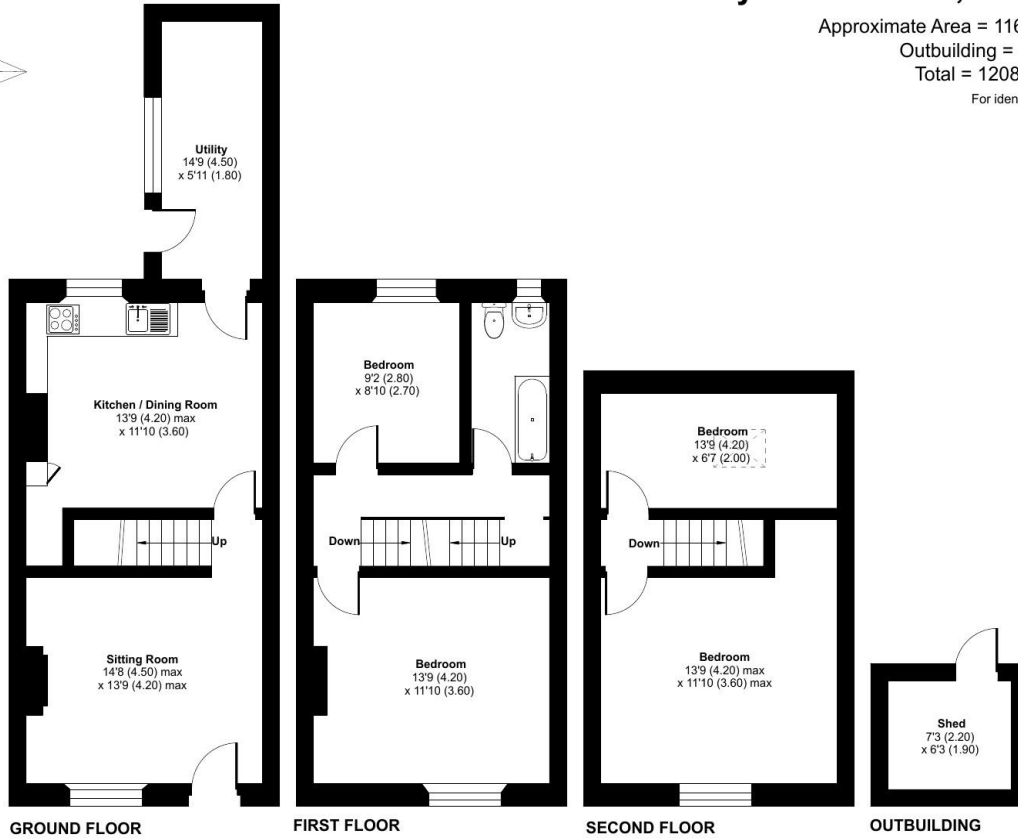 Approximate Area = 116
Outbuilding =
Total = 1208
For iden
Utility
14'9 (4.50)
x 5'11 (1.80)
Kitchen / Dining Room
13'9 (4.20) max
x 11'10 (3.60)
Up
Sitting Room
14'8 (4.50) max
x 13'9 (4.20) max
GROUND FLOOR
Bedroom
9'2 (2.80)
x 8'10 (2.70)
Down
Up
Bedroom
13'9 (4.20)
x 11'10 (3.60)
FIRST FLOOR
Bedroom
13'9 (4.20)
x 6'7 (2.00)
Down
Bedroom
13'9 (4.20) max
x 11'10 (3.60) max
SECOND FLOOR
Shed
7'3 (2.20)
x 6'3 (1.90)
OUTBUILDING